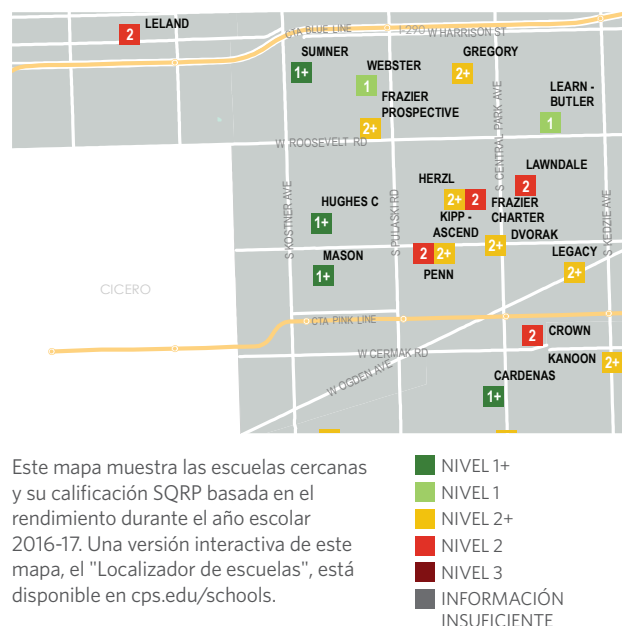 LELAND
2
CTA BLUE LINE
I-290
W HARRISON ST
SUMNER
1+
WEBSTER
1
GREGORY
2+
FRAZIER
PROSPECTIVE
2+
LEARN -
BUTLER
1
W ROOSEVELT RD
S CENTRAL PARK AVE
LAWNDALE
2
HERZL
2+ 2
FRAZIER
CHARTER
HUGHES C
1+
S KOSTNER AVE
S PULASKI RD
S KEDZIE AVE
KIPP -
ASCEND
2 2+
PENN
DVORAK
2+
MASON
1+
LEGACY
2+
CICERO
CTA PINK LINE
CROWN
2
W CERMAK RD
KANOON
2+
W OGDEN AVE
CARDENAS
1+
Este mapa muestra las escuelas cercanas
y su calificación SQRP basada en el
rendimiento durante el año escolar
2016-17. Una versión interactiva de este
mapa, el "Localizador de escuelas", está
disponible en cps.edu/schools.
NIVEL 1+
NIVEL 1
NIVEL 2+
NIVEL 2
NIVEL 3
INFORMACIÓN
INSUFICIENTE